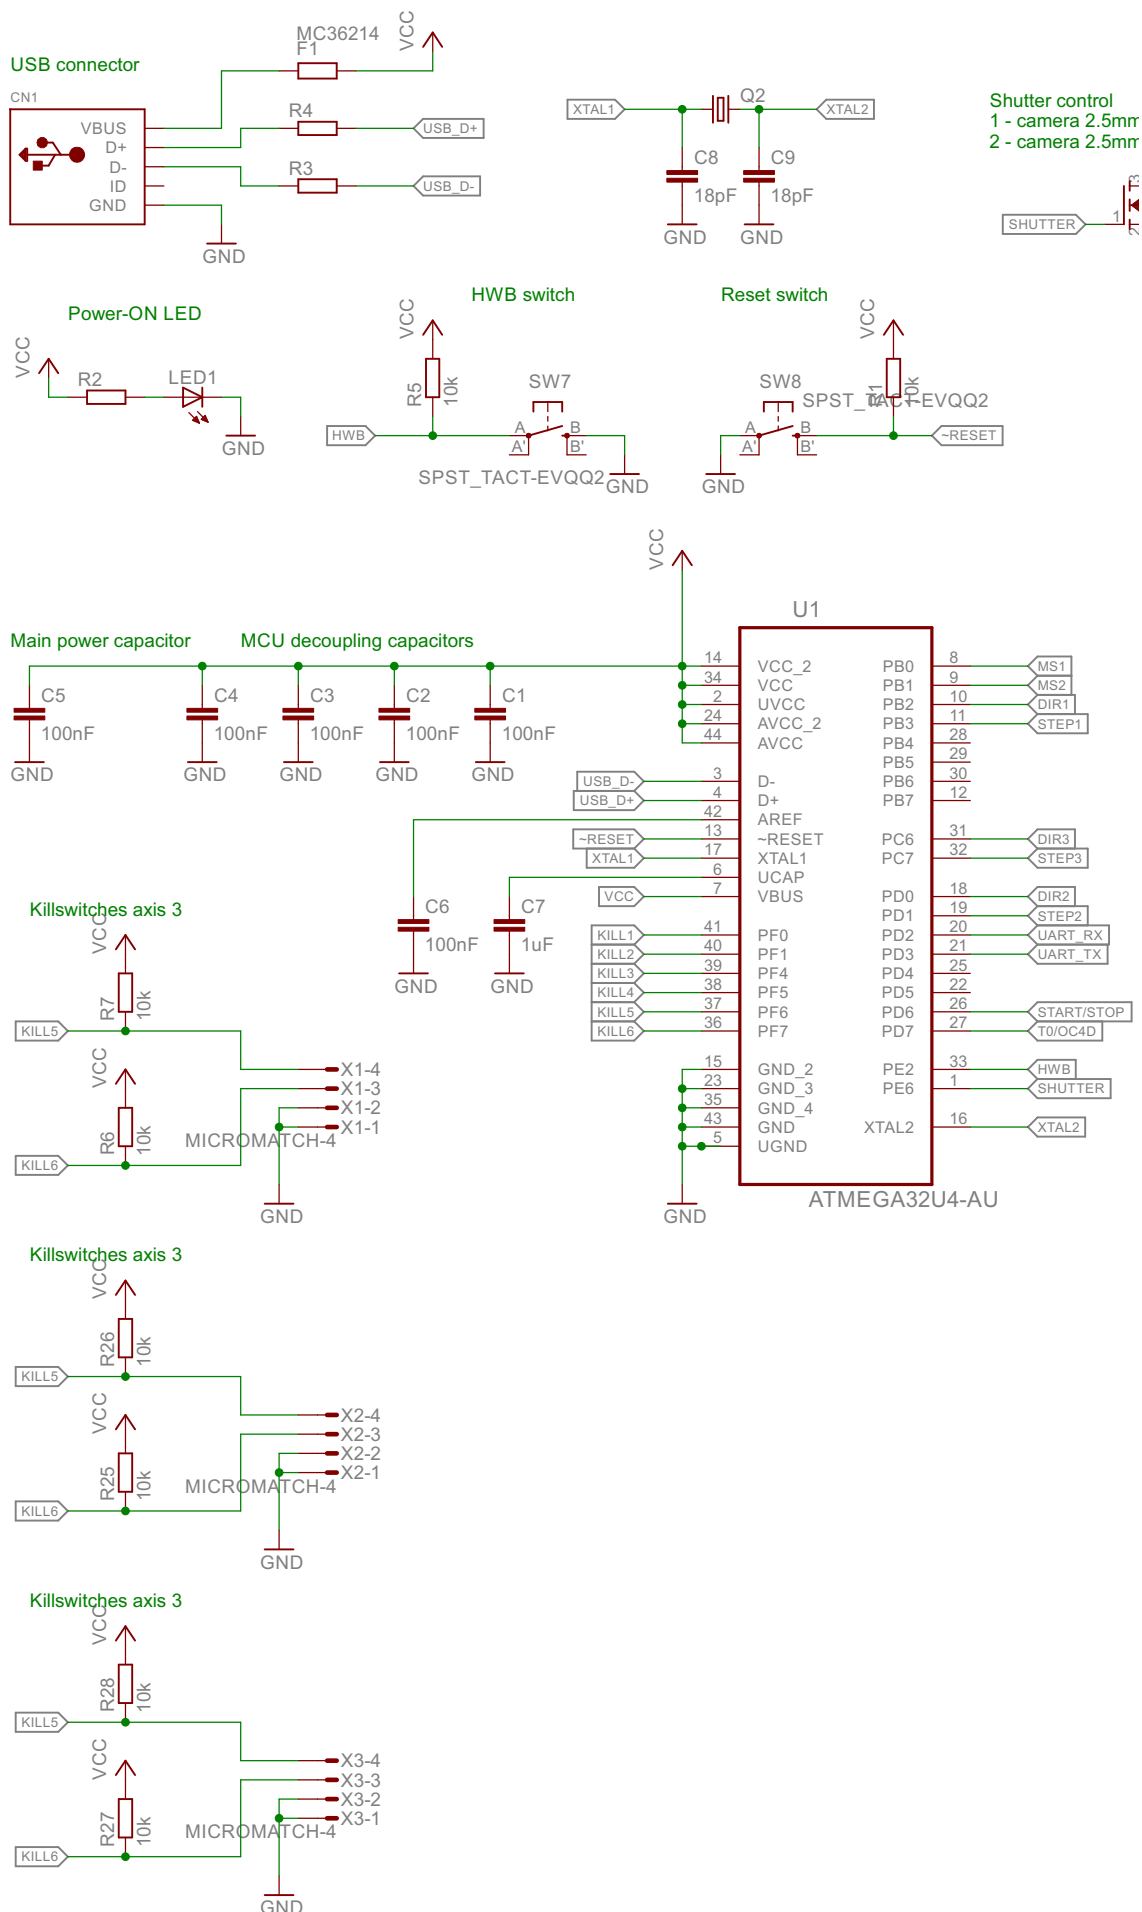 MC36214
F1
VCC
USB connector
CN1
VBUS
D+
D-
ID
GND
R4
R3
USB_D+
USB_D-
GND
XTAL1
Q2
XTAL2
C8
18pF
C9
18pF
GND
GND
Shutter control
1 - camera 2.5mm
2 - camera 2.5mm
SHUTTER
1
3
2
Power-ON LED
VCC
R2
LED1
GND
HWB switch
VCC
R5
10k
HWB
SW7
A
A'
B
B'
SPST_TACT-EVQQ2
GND
Reset switch
VCC
R1
10k
SW8
SPST_TACT-EVQQ2
A
A'
B
B'
~RESET
GND
VCC
Main power capacitor
MCU decoupling capacitors
C5
100nF
GND
C4
100nF
GND
C3
100nF
GND
C2
100nF
GND
C1
100nF
GND
U1
14 VCC_2
34 VCC
2 UVCC
24 AVCC_2
44 AVCC
USB_D- 3 D-
USB_D+ 4 D+
42 AREF
~RESET 13 ~RESET
XTAL1 17 XTAL1
6 UCAP
VCC 7 VBUS
KILL1 41 PF0
KILL2 40 PF1
KILL3 39 PF4
KILL4 38 PF5
KILL5 37 PF6
KILL6 36 PF7
15 GND_2
23 GND_3
35 GND_4
43 GND
5 UGND
GND
PB0 8 MS1
PB1 9 MS2
PB2 10 DIR1
PB3 11 STEP1
PB4 28
PB5 29
PB6 30
PB7 12
PC6 31 DIR3
PC7 32 STEP3
PD0 18 DIR2
PD1 19 STEP2
PD2 20 UART_RX
PD3 21 UART_TX
PD4 25
PD5 22
PD6 26 START/STOP
PD7 27 T0/OC4D
PE2 33 HWB
PE6 1 SHUTTER
XTAL2 16 XTAL2
ATMEGA32U4-AU
C6
100nF
GND
C7
1uF
GND
Killswitches axis 3
VCC
R7
10k
KILL5
VCC
R6
10k
KILL6
X1-4
X1-3
X1-2
X1-1
MICROMATCH-4
GND
Killswitches axis 3
VCC
R26
10k
KILL5
VCC
R25
10k
KILL6
X2-4
X2-3
X2-2
X2-1
MICROMATCH-4
GND
Killswitches axis 3
VCC
R28
10k
KILL5
VCC
R27
10k
KILL6
X3-4
X3-3
X3-2
X3-1
MICROMATCH-4
GND